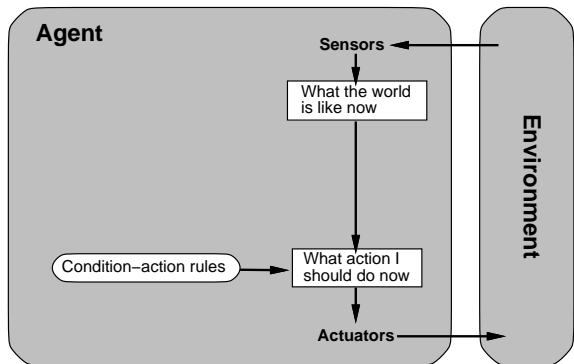 Agent
Sensors
What the world
is like now
Condition–action rules
What action I
should do now
Actuators
Environment